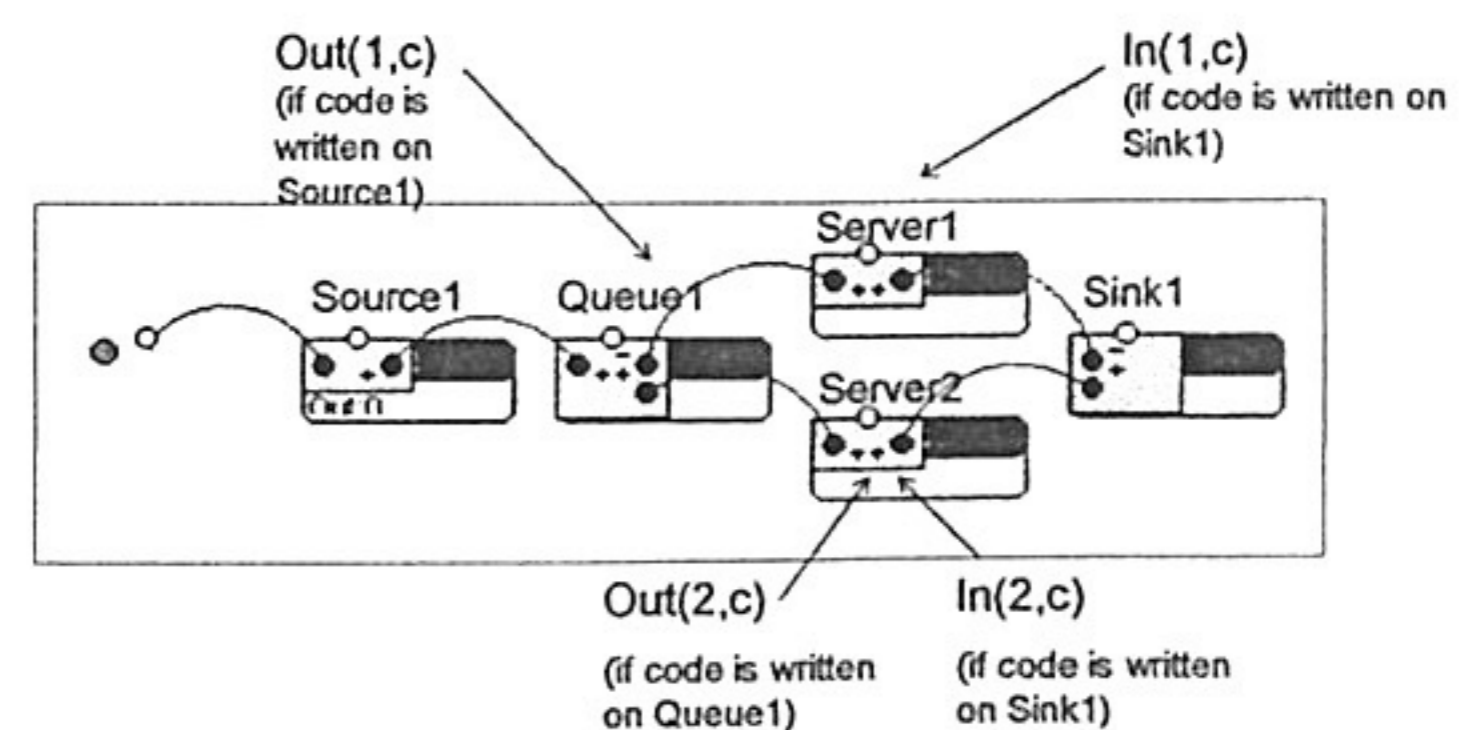 Out(1,c)
(if code is
written on
Source1)
In(1,c)
(if code is written on
Sink1)
Server1
Source1
Queue1
Sink1
Server2
Out(2,c)
(if code is written
on Queue1)
In(2,c)
(if code is written
on Sink1)